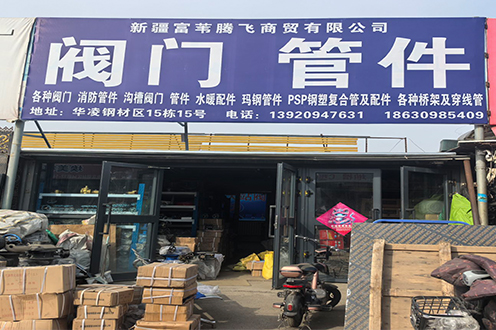 新疆富苇腾飞商贸有限公司
阀门 管件
各种阀门 消防管件 沟槽阀门 管件 水暖配件 玛钢管件 PSP钢塑复合管及配件 各种桥架及穿线管
地址：华凌钢材区15栋15号 电话：13920947631 18630985409